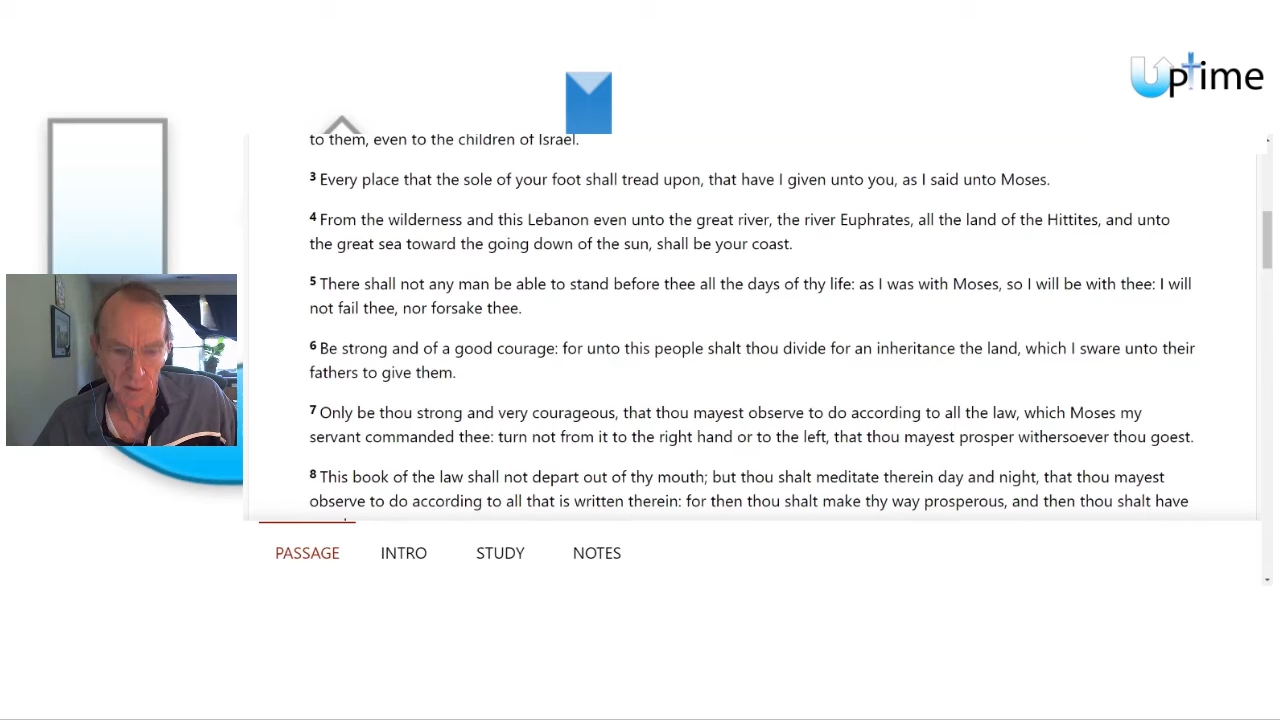 Uptime
to them, even to the children of Israel.
3 Every place that the sole of your foot shall tread upon, that have I given unto you, as I said unto Moses.
4 From the wilderness and this Lebanon even unto the great river, the river Euphrates, all the land of the Hittites, and unto
the great sea toward the going down of the sun, shall be your coast.
5 There shall not any man be able to stand before thee all the days of thy life: as I was with Moses, so I will be with thee: I will
not fail thee, nor forsake thee.
6 Be strong and of a good courage: for unto this people shalt thou divide for an inheritance the land, which I sware unto their
fathers to give them.
7 Only be thou strong and very courageous, that thou mayest observe to do according to all the law, which Moses my
servant commanded thee: turn not from it to the right hand or to the left, that thou mayest prosper withersoever thou goest.
8 This book of the law shall not depart out of thy mouth; but thou shalt meditate therein day and night, that thou mayest
observe to do according to all that is written therein: for then thou shalt make thy way prosperous, and then thou shalt have
PASSAGE INTRO STUDY NOTES